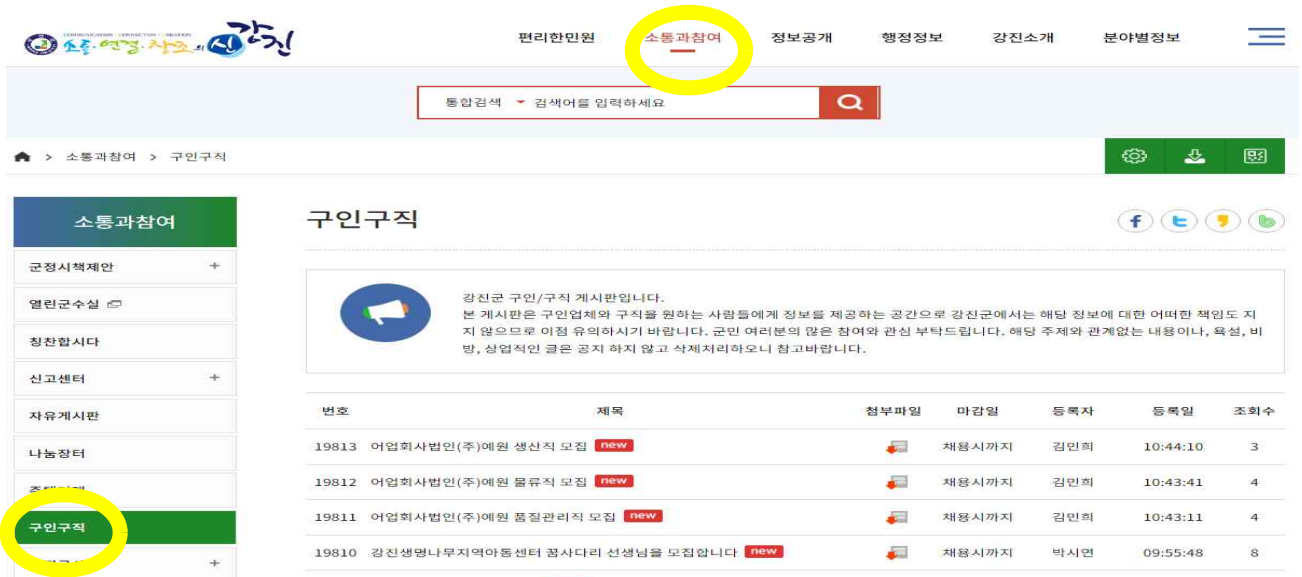 소통·연결·창조의 新 강진
편리한민원 소통과참여 정보공개 행정정보 강진소개 분야별정보
통합검색 검색어를 입력하세요
> 소통과참여 > 구인구직
소통과참여
구인구직
군정시책제안 +
열린군수실
칭찬합시다
신고센터 +
자유게시판
나눔장터
구인구직
+
강진군 구인/구직 게시판입니다.
본 게시판은 구인업체와 구직을 원하는 사람들에게 정보를 제공하는 공간으로 강진군에서는 해당 정보에 대한 어떠한 책임도 지
지 않으므로 이점 유의하시기 바랍니다. 군민 여러분의 많은 참여와 관심 부탁드립니다. 해당 주제와 관계없는 내용이나, 욕설, 비
방, 상업적인 글은 공지 하지 않고 삭제처리하오니 참고바랍니다.
번호 제목 첨부파일 마감일 등록자 등록일 조회수
19813 어업회사법인(주)예원 생산직 모집 new 채용시까지 김민희 10:44:10 3
19812 어업회사법인(주)예원 물류직 모집 new 채용시까지 김민희 10:43:41 4
19811 어업회사법인(주)예원 품질관리직 모집 new 채용시까지 김민희 10:43:11 4
19810 강진생명나무지역아동센터 꿈사다리 선생님을 모집합니다 new 채용시까지 박시연 09:55:48 8